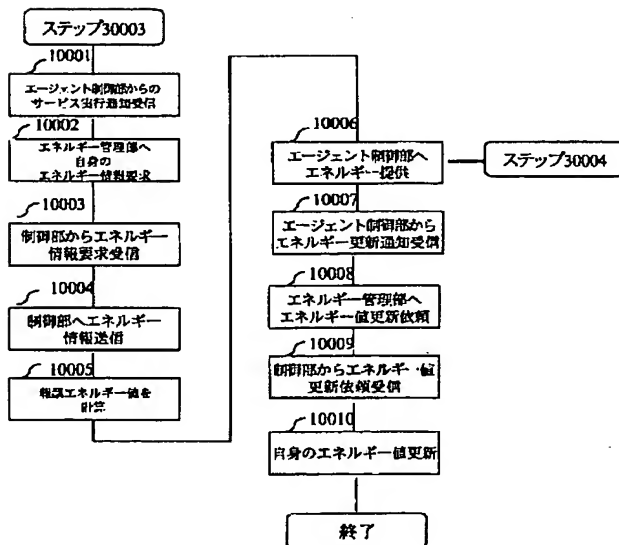 ステップ30003
10001
エージェント制御部からの
サービス実行通知受信
10002
エネルギー管理部へ
自身の
エネルギー情報要求
10003
制御部からエネルギー
情報要求受信
10004
制御部へエネルギー
情報送信
10005
報酬エネルギー値を
計算
10006
エージェント制御部へ
エネルギー提供
ステップ30004
10007
エージェント制御部から
エネルギー更新通知受信
10008
エネルギー管理部へ
エネルギー値更新依頼
10009
制御部からエネルギー値
更新依頼受信
10010
自身のエネルギー値更新
終了